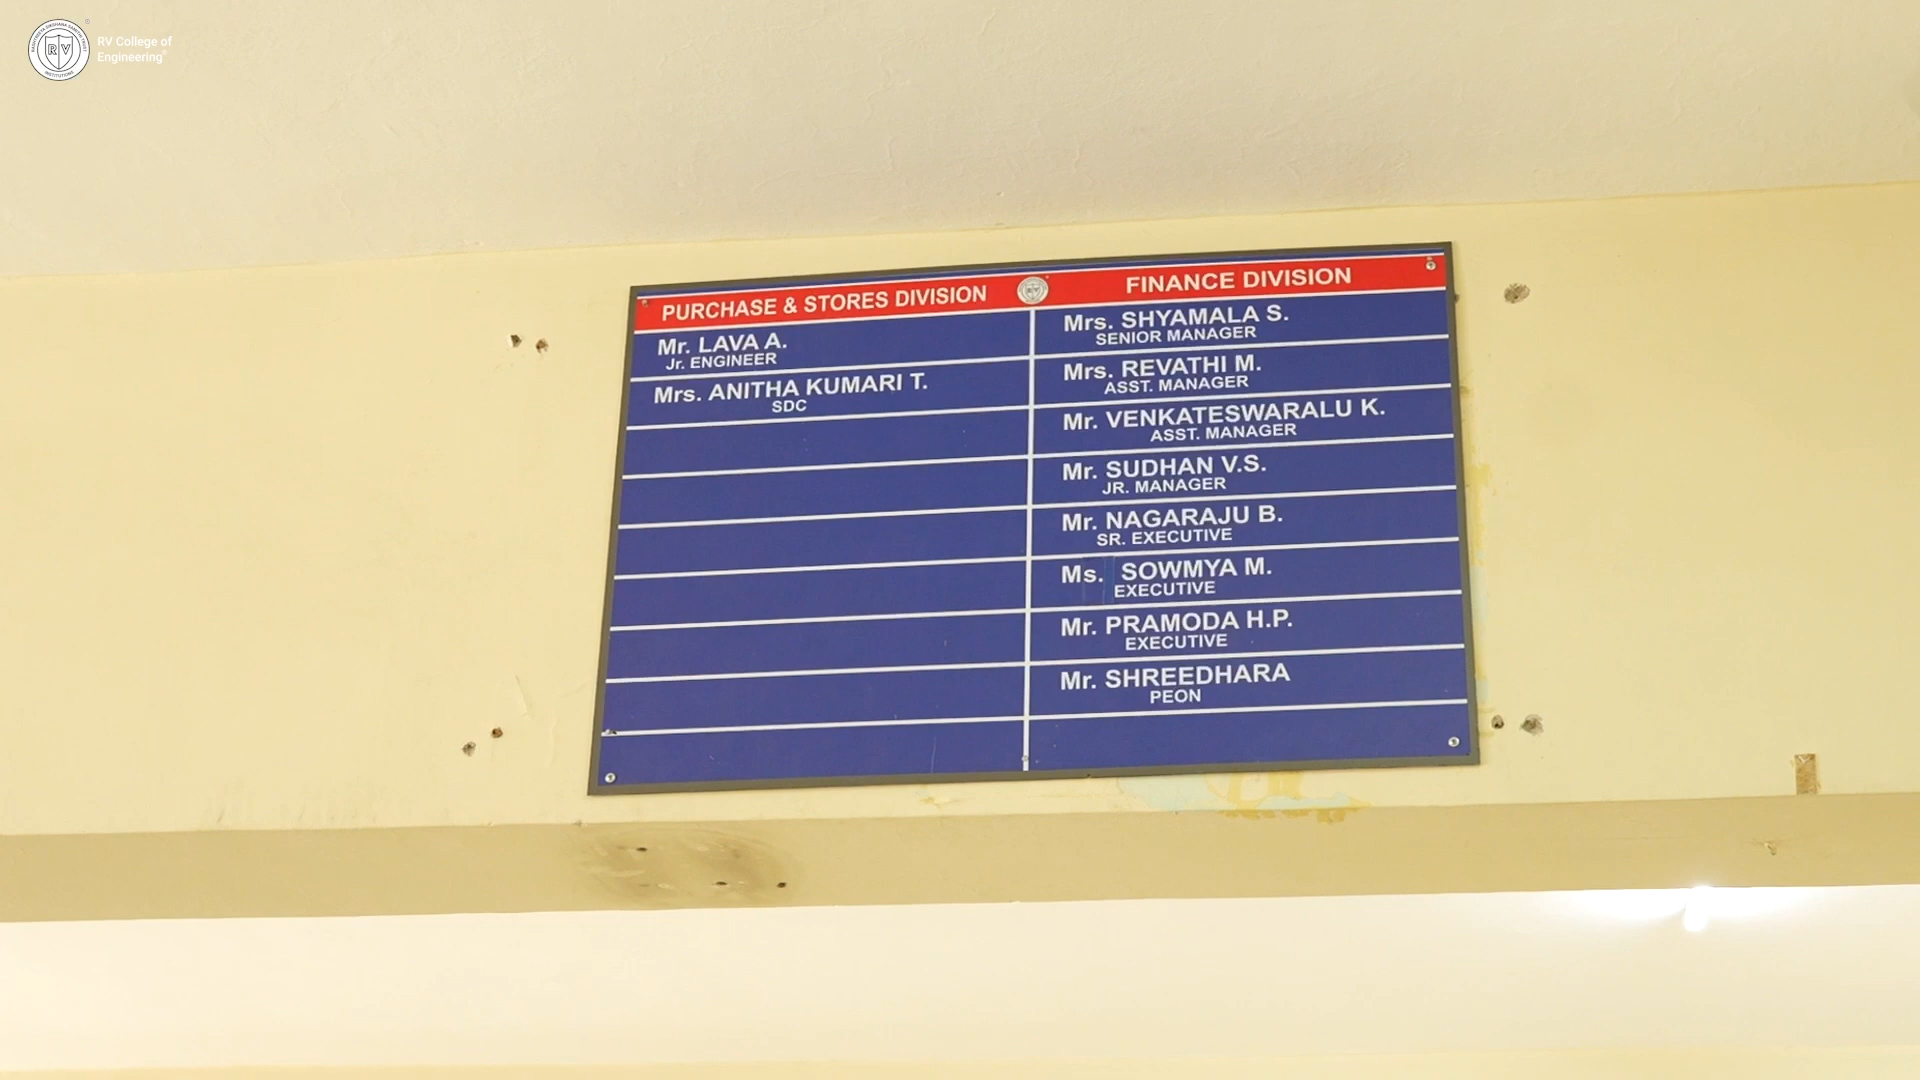 RV College of
Engineering®
PURCHASE & STORES DIVISION
Mr. LAVA A.
Jr. ENGINEER
Mrs. ANITHA KUMARI T.
SDC
FINANCE DIVISION
Mrs. SHYAMALA S.
SENIOR MANAGER
Mrs. REVATHI M.
ASST. MANAGER
Mr. VENKATESWARALU K.
ASST. MANAGER
Mr. SUDHAN V.S.
JR. MANAGER
Mr. NAGARAJU B.
SR. EXECUTIVE
Ms. SOWMYA M.
EXECUTIVE
Mr. PRAMODA H.P.
EXECUTIVE
Mr. SHREEDHARA
PEON